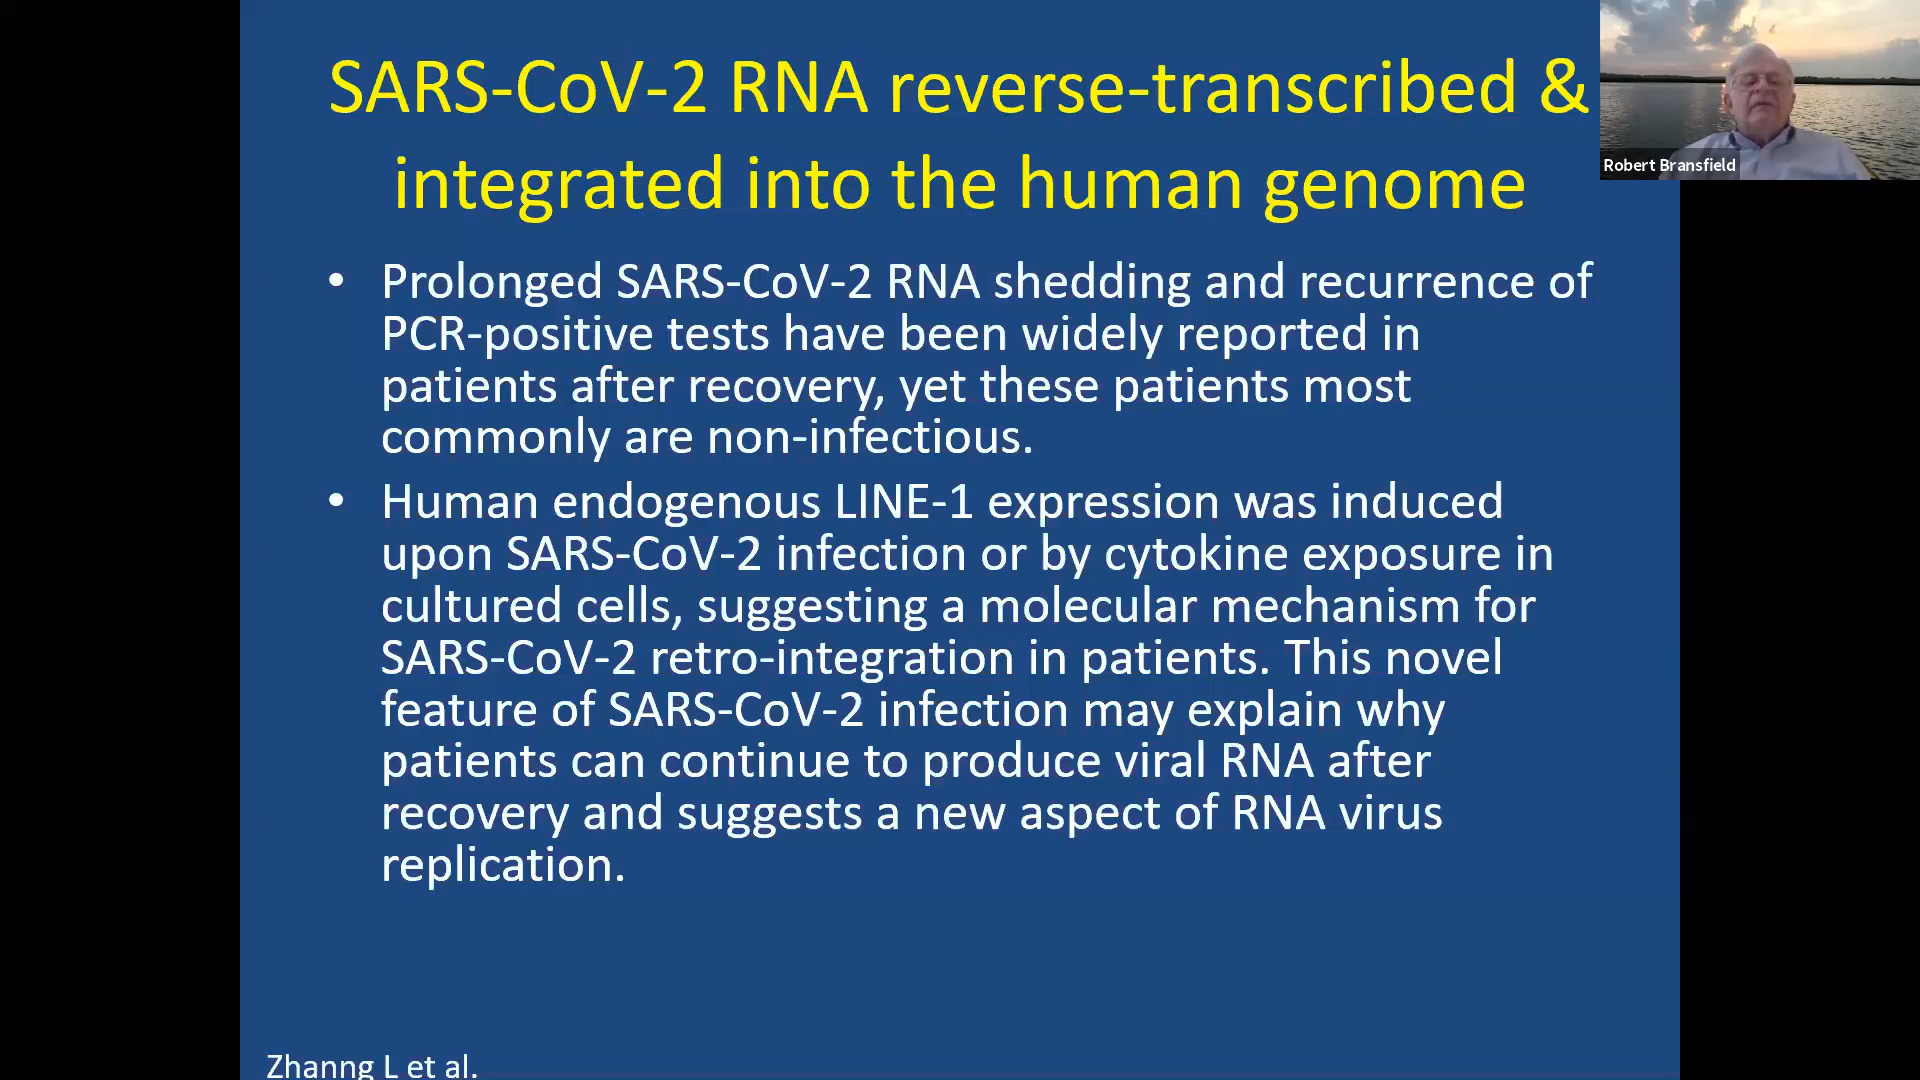 SARS-CoV-2 RNA reverse-transcribed &
integrated into the human genome
Robert Bransfield
• Prolonged SARS-CoV-2 RNA shedding and recurrence of
PCR-positive tests have been widely reported in
patients after recovery, yet these patients most
commonly are non-infectious.
• Human endogenous LINE-1 expression was induced
upon SARS-CoV-2 infection or by cytokine exposure in
cultured cells, suggesting a molecular mechanism for
SARS-CoV-2 retro-integration in patients. This novel
feature of SARS-CoV-2 infection may explain why
patients can continue to produce viral RNA after
recovery and suggests a new aspect of RNA virus
replication.
Zhanng L et al.